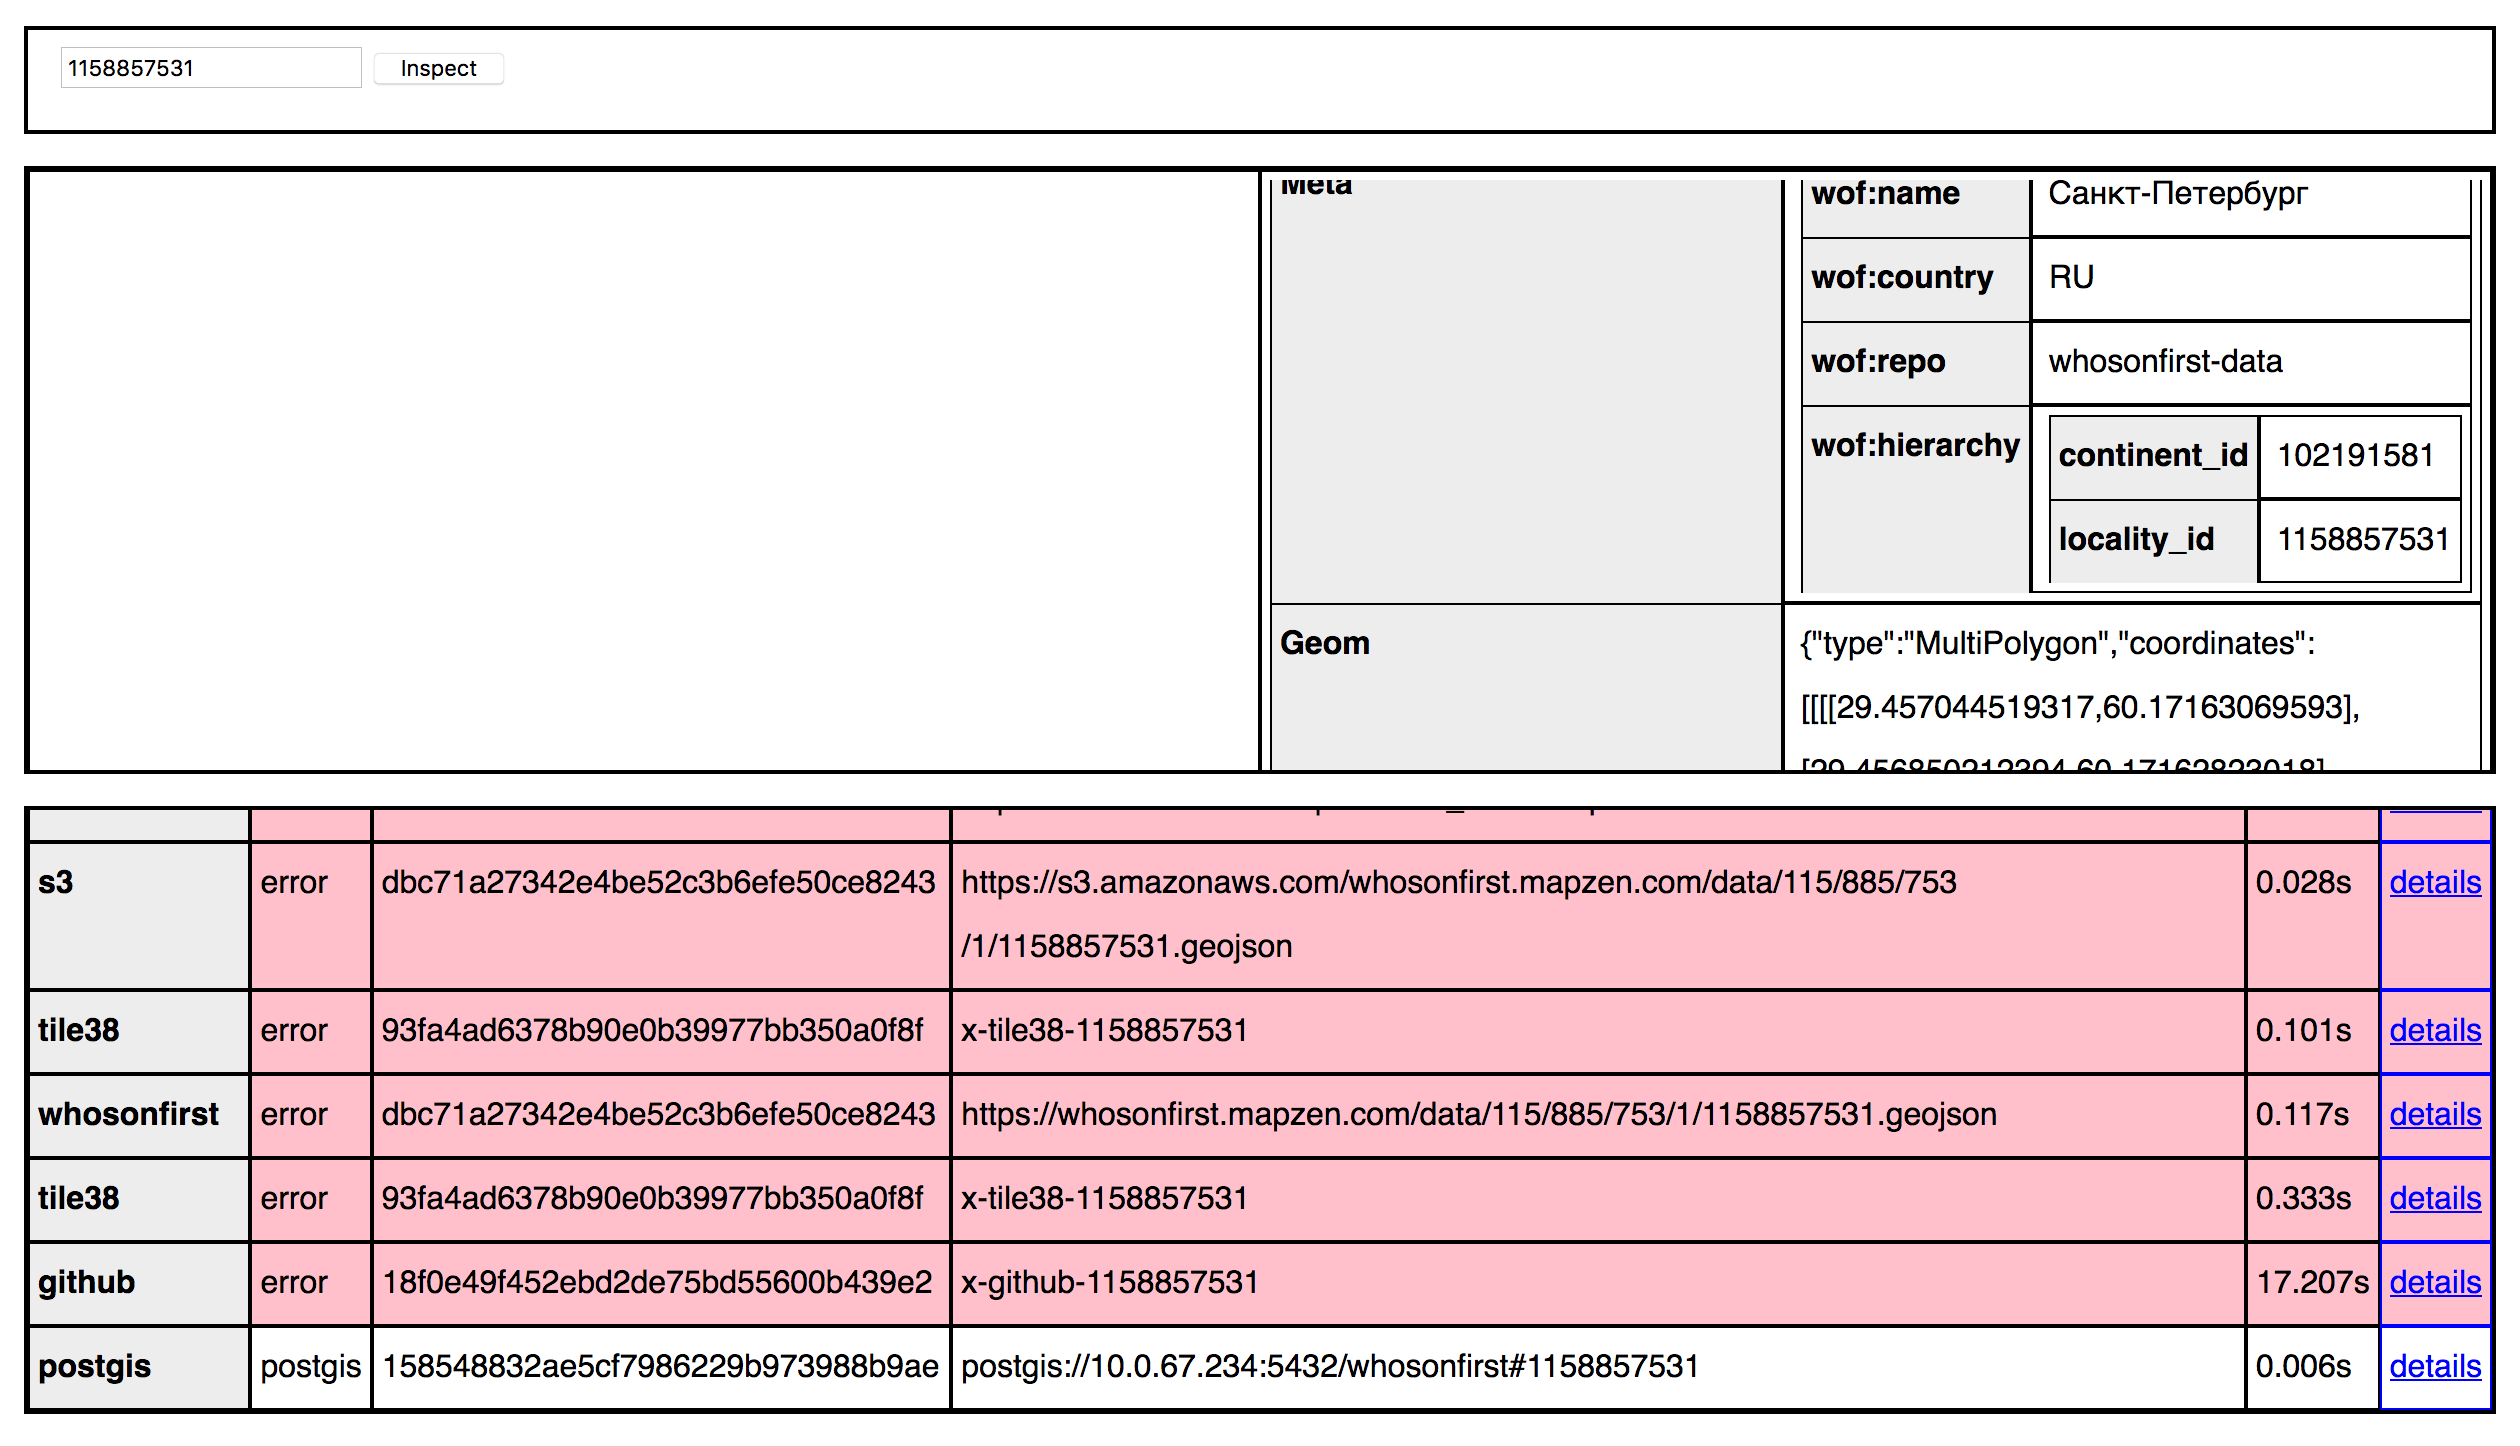 1158857531 Inspect
Meta
wof:name Санкт-Петербург
wof:country RU
wof:repo whosonfirst-data
wof:hierarchy
continent_id 102191581
locality_id 1158857531
Geom {"type":"MultiPolygon","coordinates":
[[[[29.457044519317,60.17163069593],
[29.456850212394,60.17162823018],
s3 error dbc71a27342e4be52c3b6efe50ce8243 https://s3.amazonaws.com/whosonfirst.mapzen.com/data/115/885/753 0.028s details
/1/1158857531.geojson
tile38 error 93fa4ad6378b90e0b39977bb350a0f8f x-tile38-1158857531 0.101s details
whosonfirst error dbc71a27342e4be52c3b6efe50ce8243 https://whosonfirst.mapzen.com/data/115/885/753/1/1158857531.geojson 0.117s details
tile38 error 93fa4ad6378b90e0b39977bb350a0f8f x-tile38-1158857531 0.333s details
github error 18f0e49f452ebd2de75bd55600b439e2 x-github-1158857531 17.207s details
postgis postgis 158548832ae5cf7986229b973988b9ae postgis://10.0.67.234:5432/whosonfirst#1158857531 0.006s details